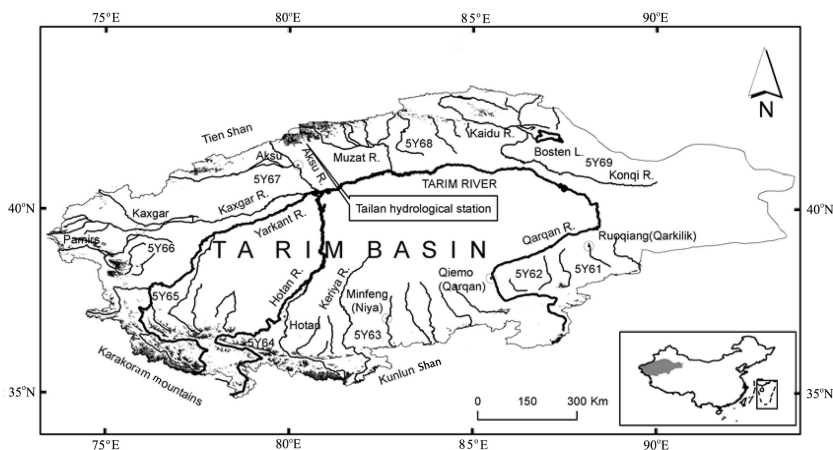 75°E 80°E 85°E 90°E
N
Tien Shan
Kaidu R.
5Y68
Aksu
Aksu R.
Muzat R.
Bosten L.
5Y69
5Y67
Konqi R.
TARIM RIVER
40°N
40°N
Kaxgar R.
Tailan hydrological station
Kaxgar
Yarkant R.
Qarqan R.
Ruoqiang(Qarkilik)
Pamirs
5Y66
TARIM BASIN
Hotan R.
Keriya R.
Qiemo
(Qarqan)
5Y62
5Y61
5Y65
Minfeng
(Niya)
Hotan
5Y64
5Y63
Karakoram mountains
Kunlun Shan
35°N
35°N
0 150 300 Km
75°E 80°E 85°E 90°E